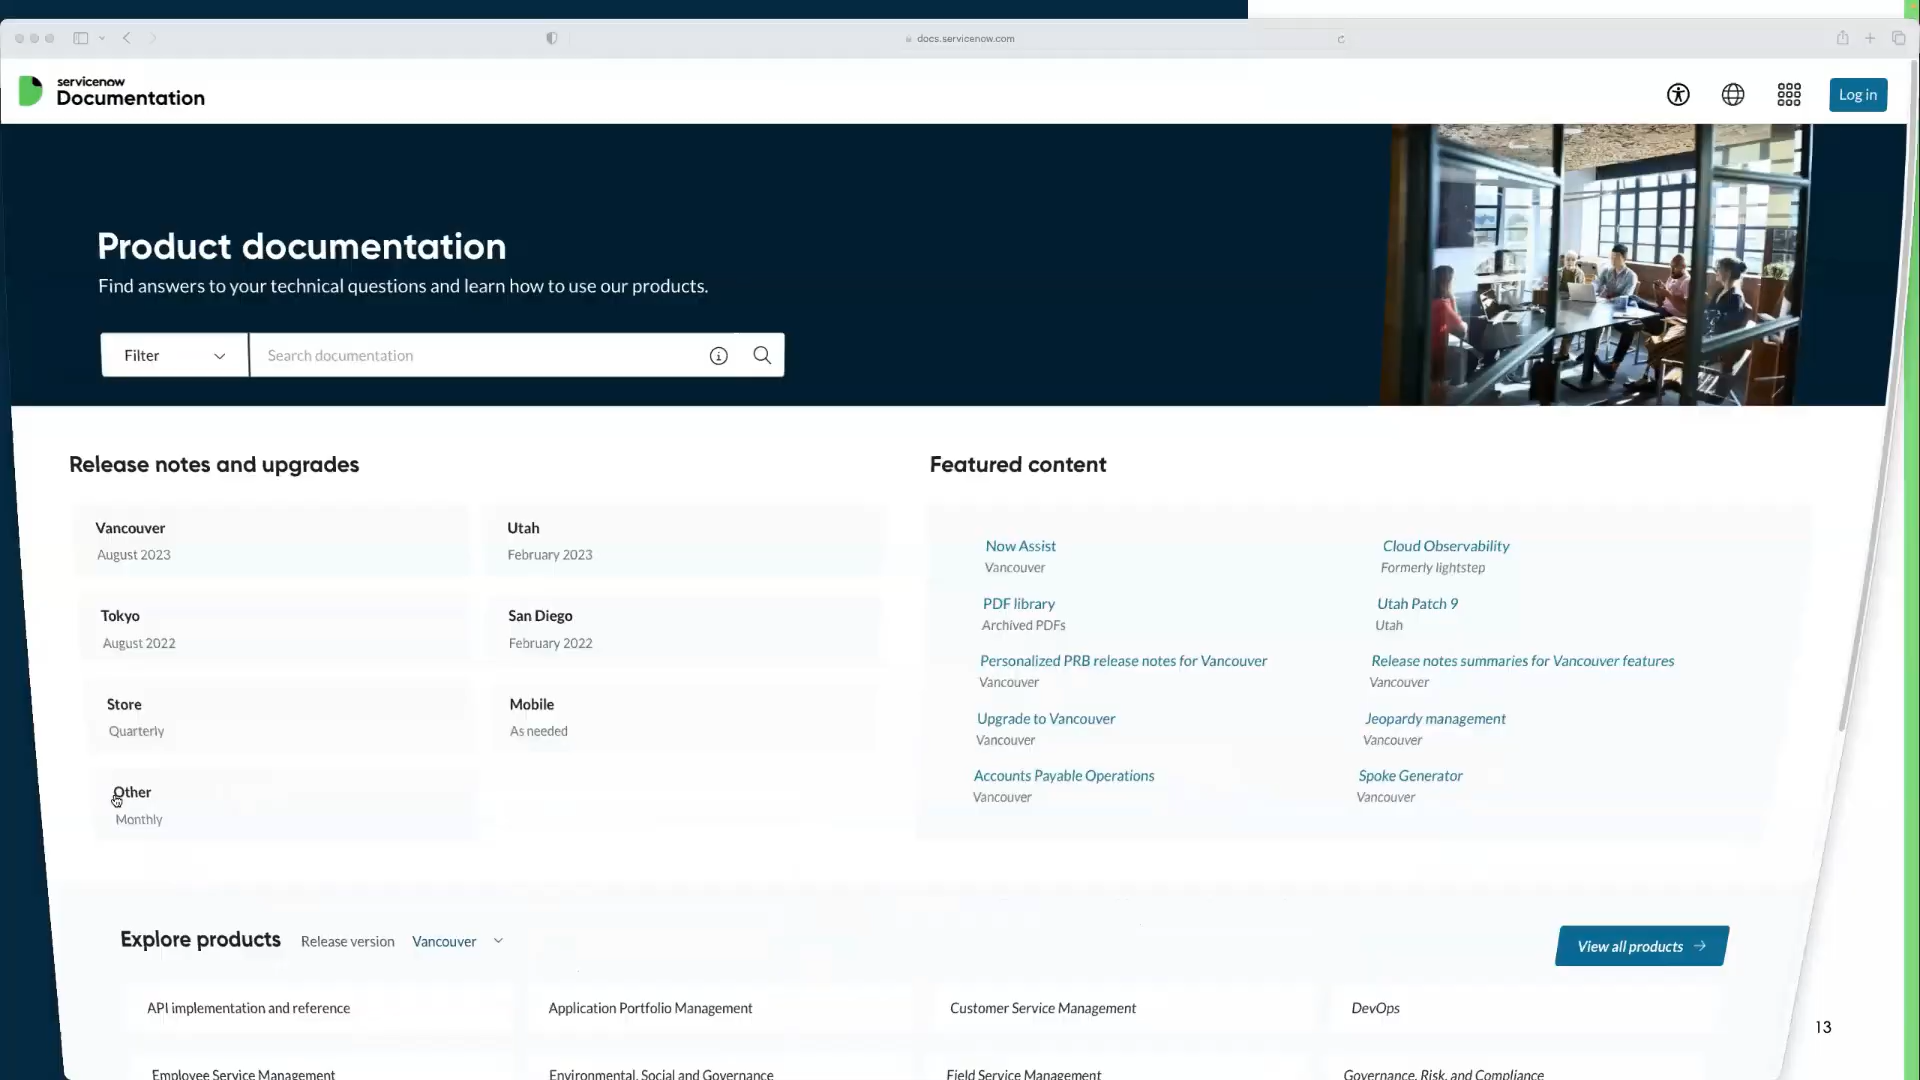 docs.servicenow.com
servicenow
Documentation
Log in
Product documentation
Find answers to your technical questions and learn how to use our products.
Filter
Search documentation
Release notes and upgrades
Vancouver
August 2023
Utah
February 2023
Tokyo
August 2022
San Diego
February 2022
Store
Quarterly
Mobile
As needed
Other
Monthly
Featured content
Now Assist
Vancouver
Cloud Observability
Formerly lightstep
PDF library
Archived PDFs
Utah Patch 9
Utah
Personalized PRB release notes for Vancouver
Vancouver
Release notes summaries for Vancouver features
Vancouver
Upgrade to Vancouver
Vancouver
Jeopardy management
Vancouver
Accounts Payable Operations
Vancouver
Spoke Generator
Vancouver
Explore products
Release version
Vancouver
View all products
API implementation and reference
Application Portfolio Management
Customer Service Management
DevOps
13
Employee Service Management
Environmental, Social and Governance
Field Service Management
Governance, Risk, and Compliance